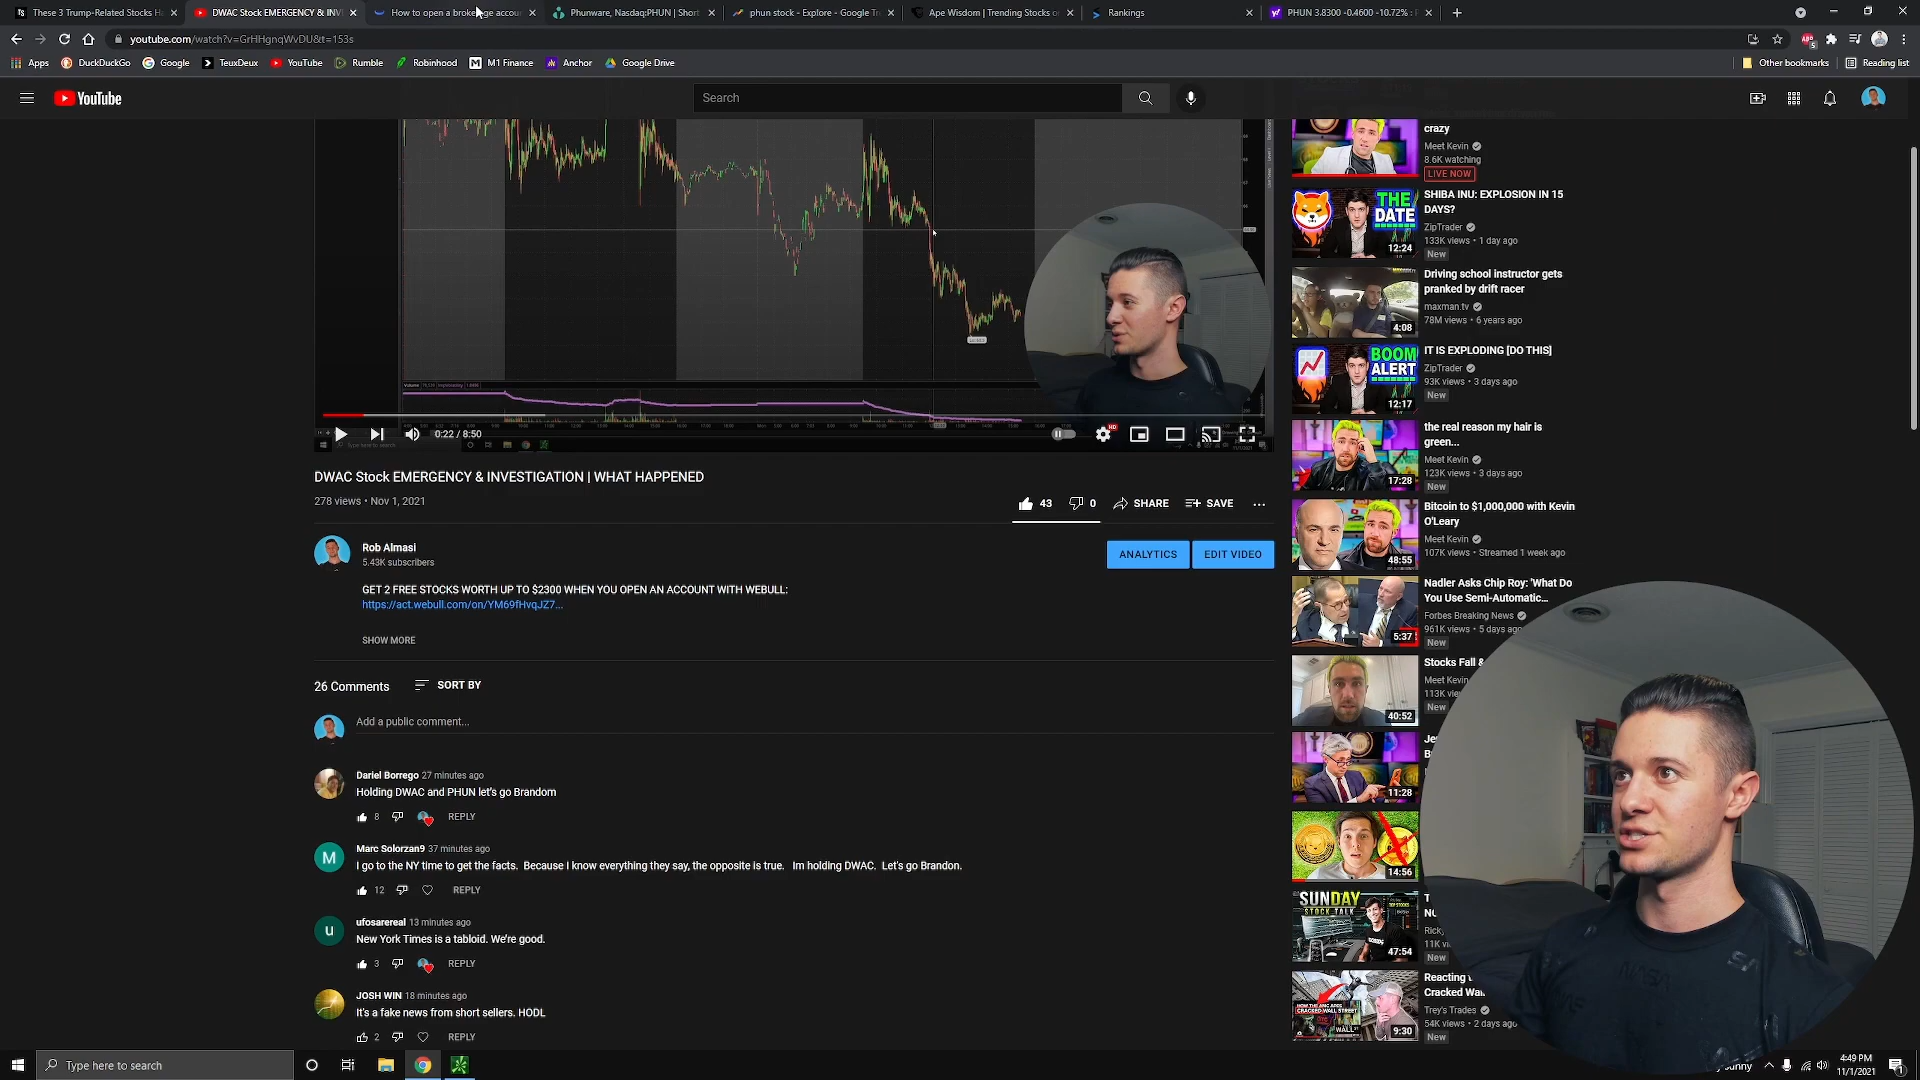 These 3 Trump-Related Stocks Ha
DWAC Stock EMERGENCY & INV
How to open a brokerage accou
Phunware, Nasdaq:PHUN | Short
phun stock - Explore - Google Tr
Ape Wisdom | Trending Stocks o
Rankings
PHUN 3.8300 -0.4600 -10.72% : P
youtube.com/watch?v=GrHHgnqWvDU&t=153s
Apps
DuckDuckGo
Google
TeuxDeux
YouTube
Rumble
Robinhood
M1 Finance
Anchor
Google Drive
Other bookmarks
Reading list
YouTube
Search
0:22 / 8:50
HD
DWAC Stock EMERGENCY & INVESTIGATION | WHAT HAPPENED
278 views • Nov 1, 2021
43
0
SHARE
SAVE
Rob Almasi
5.43K subscribers
ANALYTICS
EDIT VIDEO
GET 2 FREE STOCKS WORTH UP TO $2300 WHEN YOU OPEN AN ACCOUNT WITH WEBULL:
https://act.webull.com/on/YM69fHvqJZ7...
SHOW MORE
26 Comments
SORT BY
Add a public comment...
Dariel Borrego 27 minutes ago
Holding DWAC and PHUN let's go Brandom
8
REPLY
M
Marc Solorzan9 37 minutes ago
I go to the NY time to get the facts. Because I know everything they say, the opposite is true. Im holding DWAC. Let's go Brandon.
12
REPLY
u
ufosarereal 13 minutes ago
New York Times is a tabloid. We're good.
3
REPLY
JOSH WIN 18 minutes ago
It's a fake news from short sellers. HODL
2
REPLY
crazy
Meet Kevin
8.6K watching
LIVE NOW
THE DATE
12:24
SHIBA INU: EXPLOSION IN 15
DAYS?
ZipTrader
133K views • 1 day ago
New
4:08
Driving school instructor gets
pranked by drift racer
maxman.tv
78M views • 6 years ago
BOOM ALERT
12:17
IT IS EXPLODING [DO THIS]
ZipTrader
93K views • 3 days ago
New
17:28
the real reason my hair is
green...
Meet Kevin
123K views • 3 days ago
New
48:55
Bitcoin to $1,000,000 with Kevin
O'Leary
Meet Kevin
107K views • Streamed 1 week ago
5:37
Nadler Asks Chip Roy: 'What Do
You Use Semi-Automatic...
Forbes Breaking News
961K views • 5 days ago
New
40:52
Stocks Fall &
Meet Kevin
113K vie
New
11:28
14:56
SUNDAY
STOCK TALK
47:54
11K vi
New
9:30
Cracked Wal
Trey's Trades
54K views • 2 days ago
New
Type here to search
4:49 PM
11/1/2021